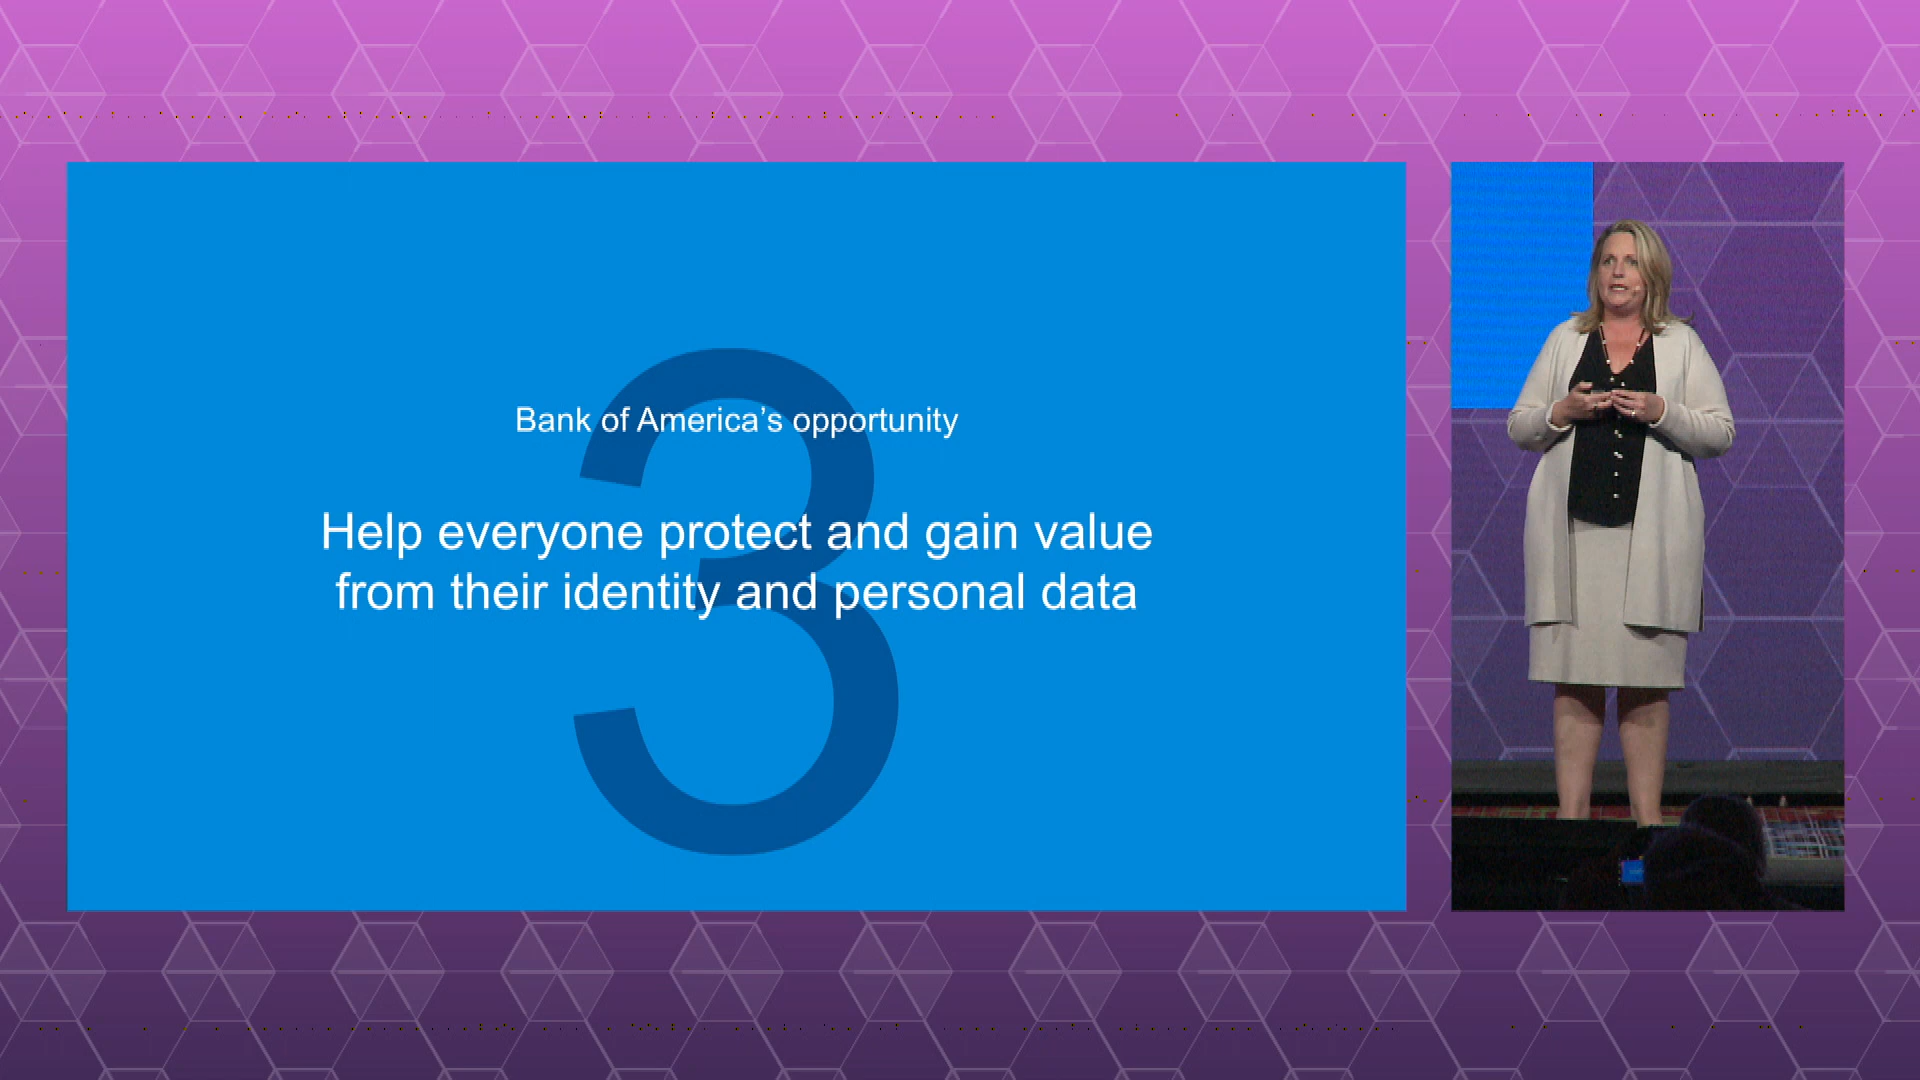 3
Bank of America’s opportunity
Help everyone protect and gain value
from their identity and personal data